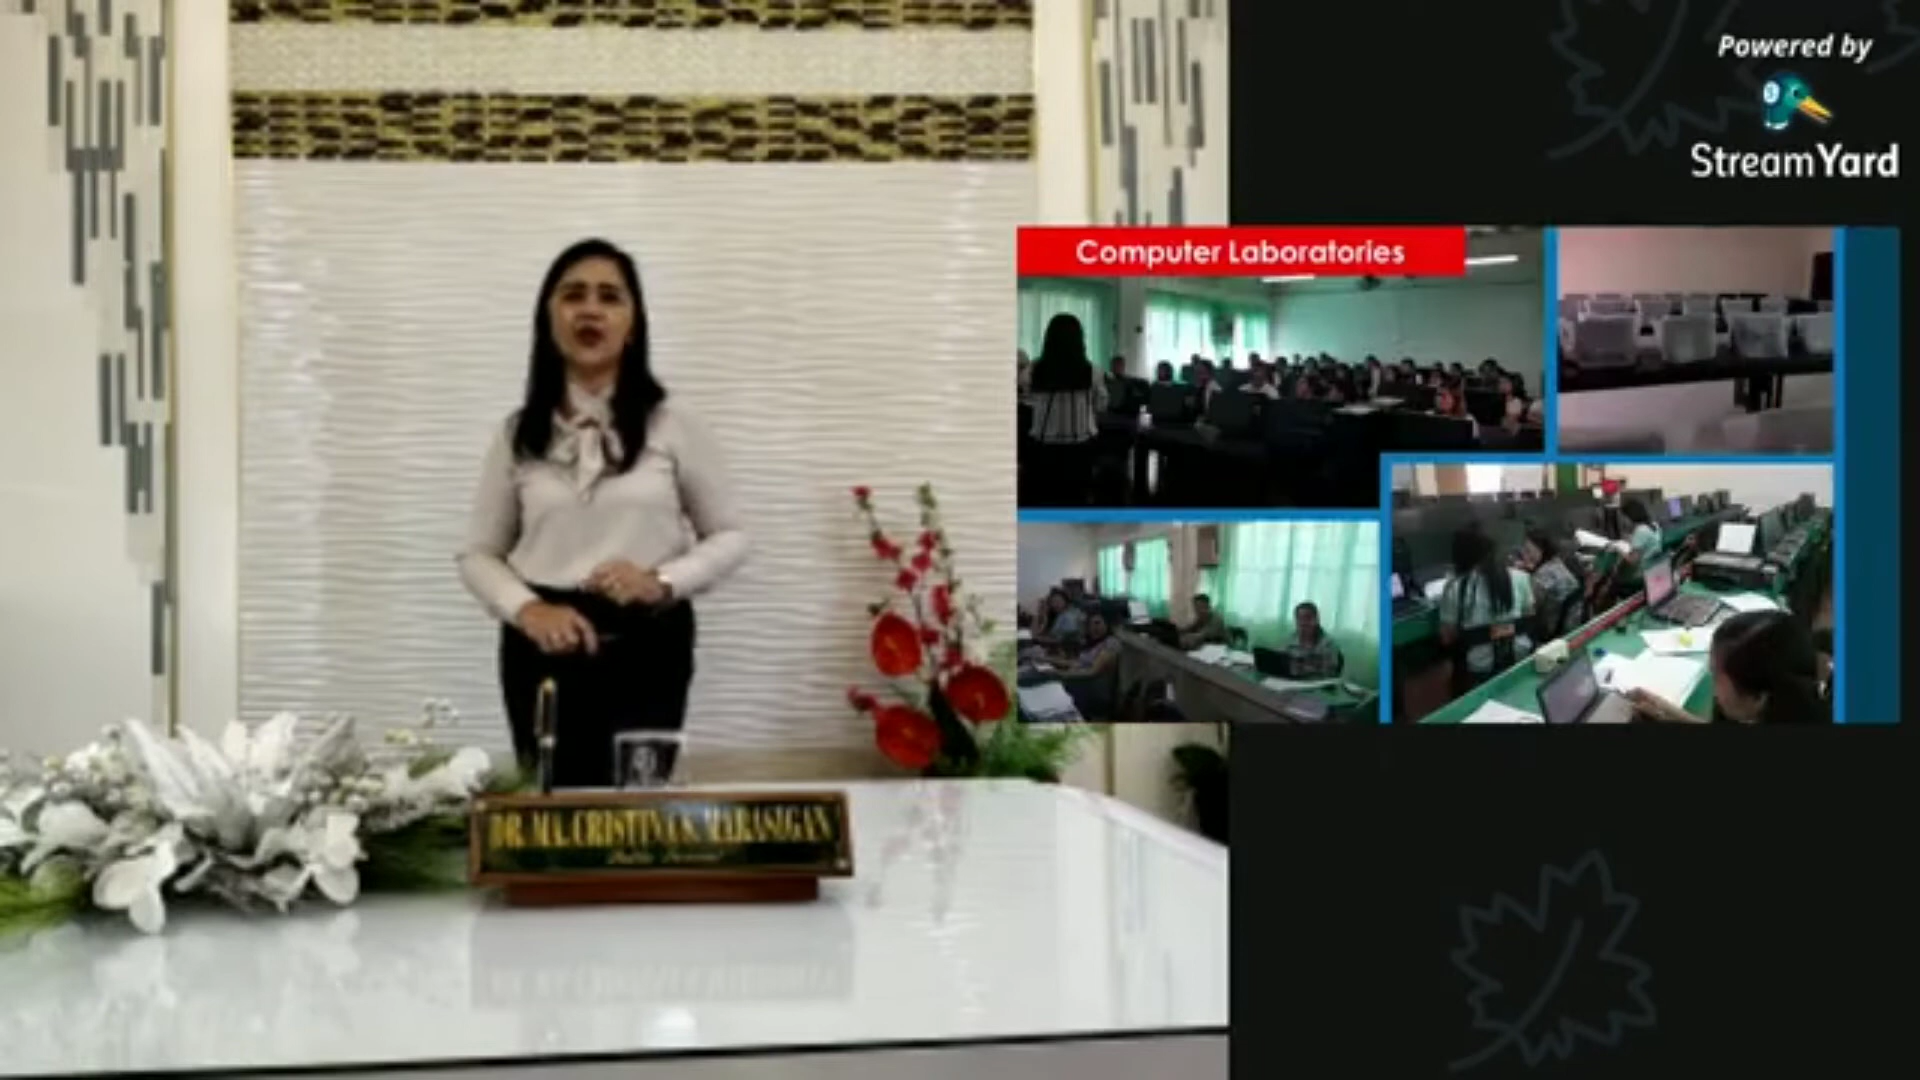 Powered by
StreamYard
Computer Laboratories
DR. MA. CRISTINA S. MARASIGAN